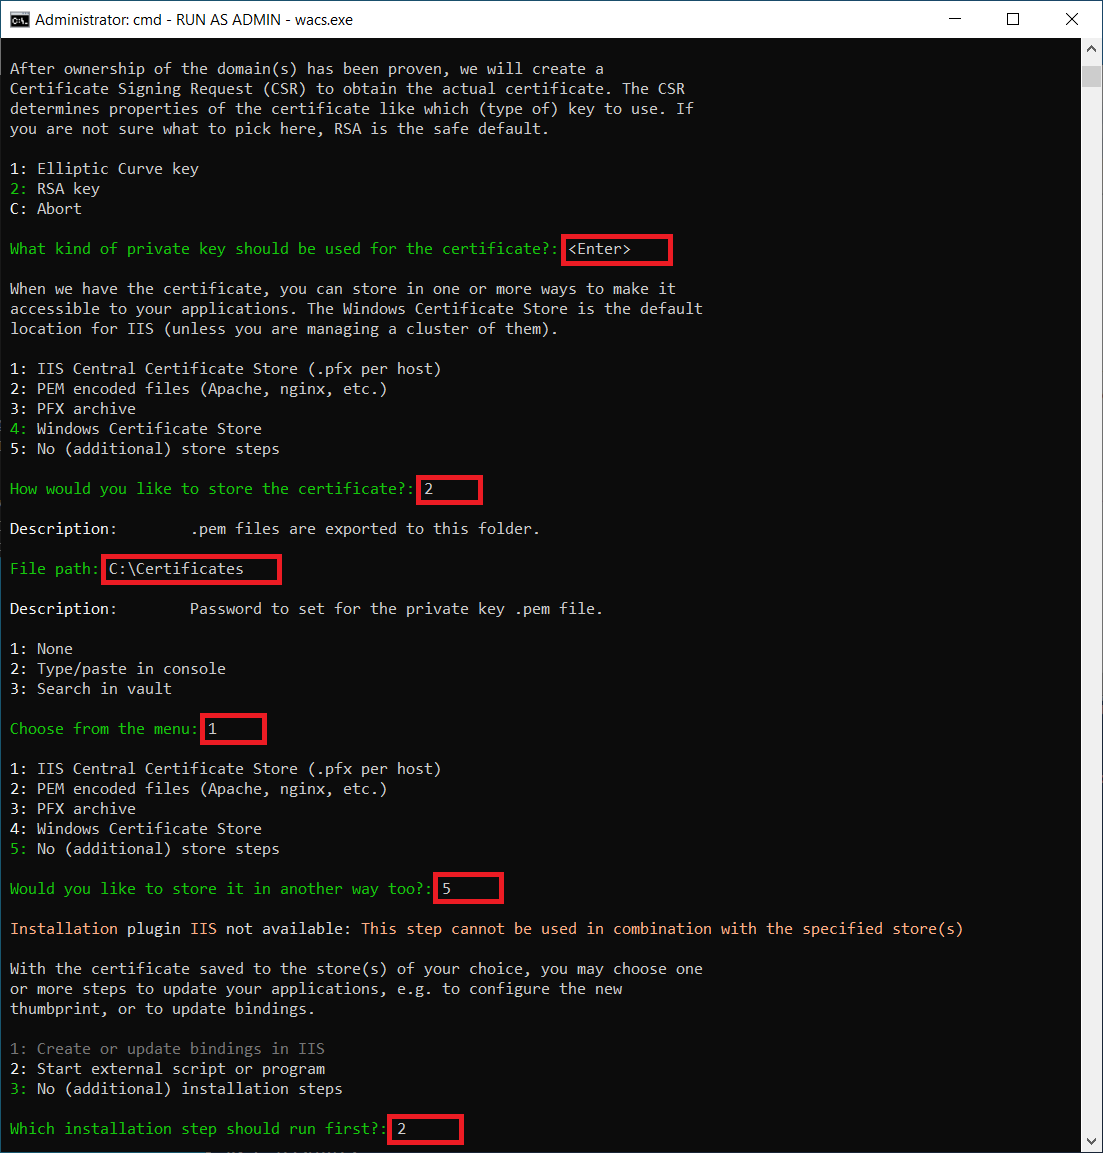 Administrator: cmd - RUN AS ADMIN - wacs.exe
After ownership of the domain(s) has been proven, we will create a
Certificate Signing Request (CSR) to obtain the actual certificate. The CSR
determines properties of the certificate like which (type of) key to use. If
you are not sure what to pick here, RSA is the safe default.
1: Elliptic Curve key
2: RSA key
C: Abort
What kind of private key should be used for the certificate?: <Enter>
When we have the certificate, you can store in one or more ways to make it
accessible to your applications. The Windows Certificate Store is the default
location for IIS (unless you are managing a cluster of them).
1: IIS Central Certificate Store (.pfx per host)
2: PEM encoded files (Apache, nginx, etc.)
3: PFX archive
4: Windows Certificate Store
5: No (additional) store steps
How would you like to store the certificate?: 2
Description: .pem files are exported to this folder.
File path: C:\Certificates
Description: Password to set for the private key .pem file.
1: None
2: Type/paste in console
3: Search in vault
Choose from the menu: 1
1: IIS Central Certificate Store (.pfx per host)
2: PEM encoded files (Apache, nginx, etc.)
3: PFX archive
4: Windows Certificate Store
5: No (additional) store steps
Would you like to store it in another way too?: 5
Installation plugin IIS not available: This step cannot be used in combination with the specified store(s)
With the certificate saved to the store(s) of your choice, you may choose one
or more steps to update your applications, e.g. to configure the new
thumbprint, or to update bindings.
1: Create or update bindings in IIS
2: Start external script or program
3: No (additional) installation steps
Which installation step should run first?: 2